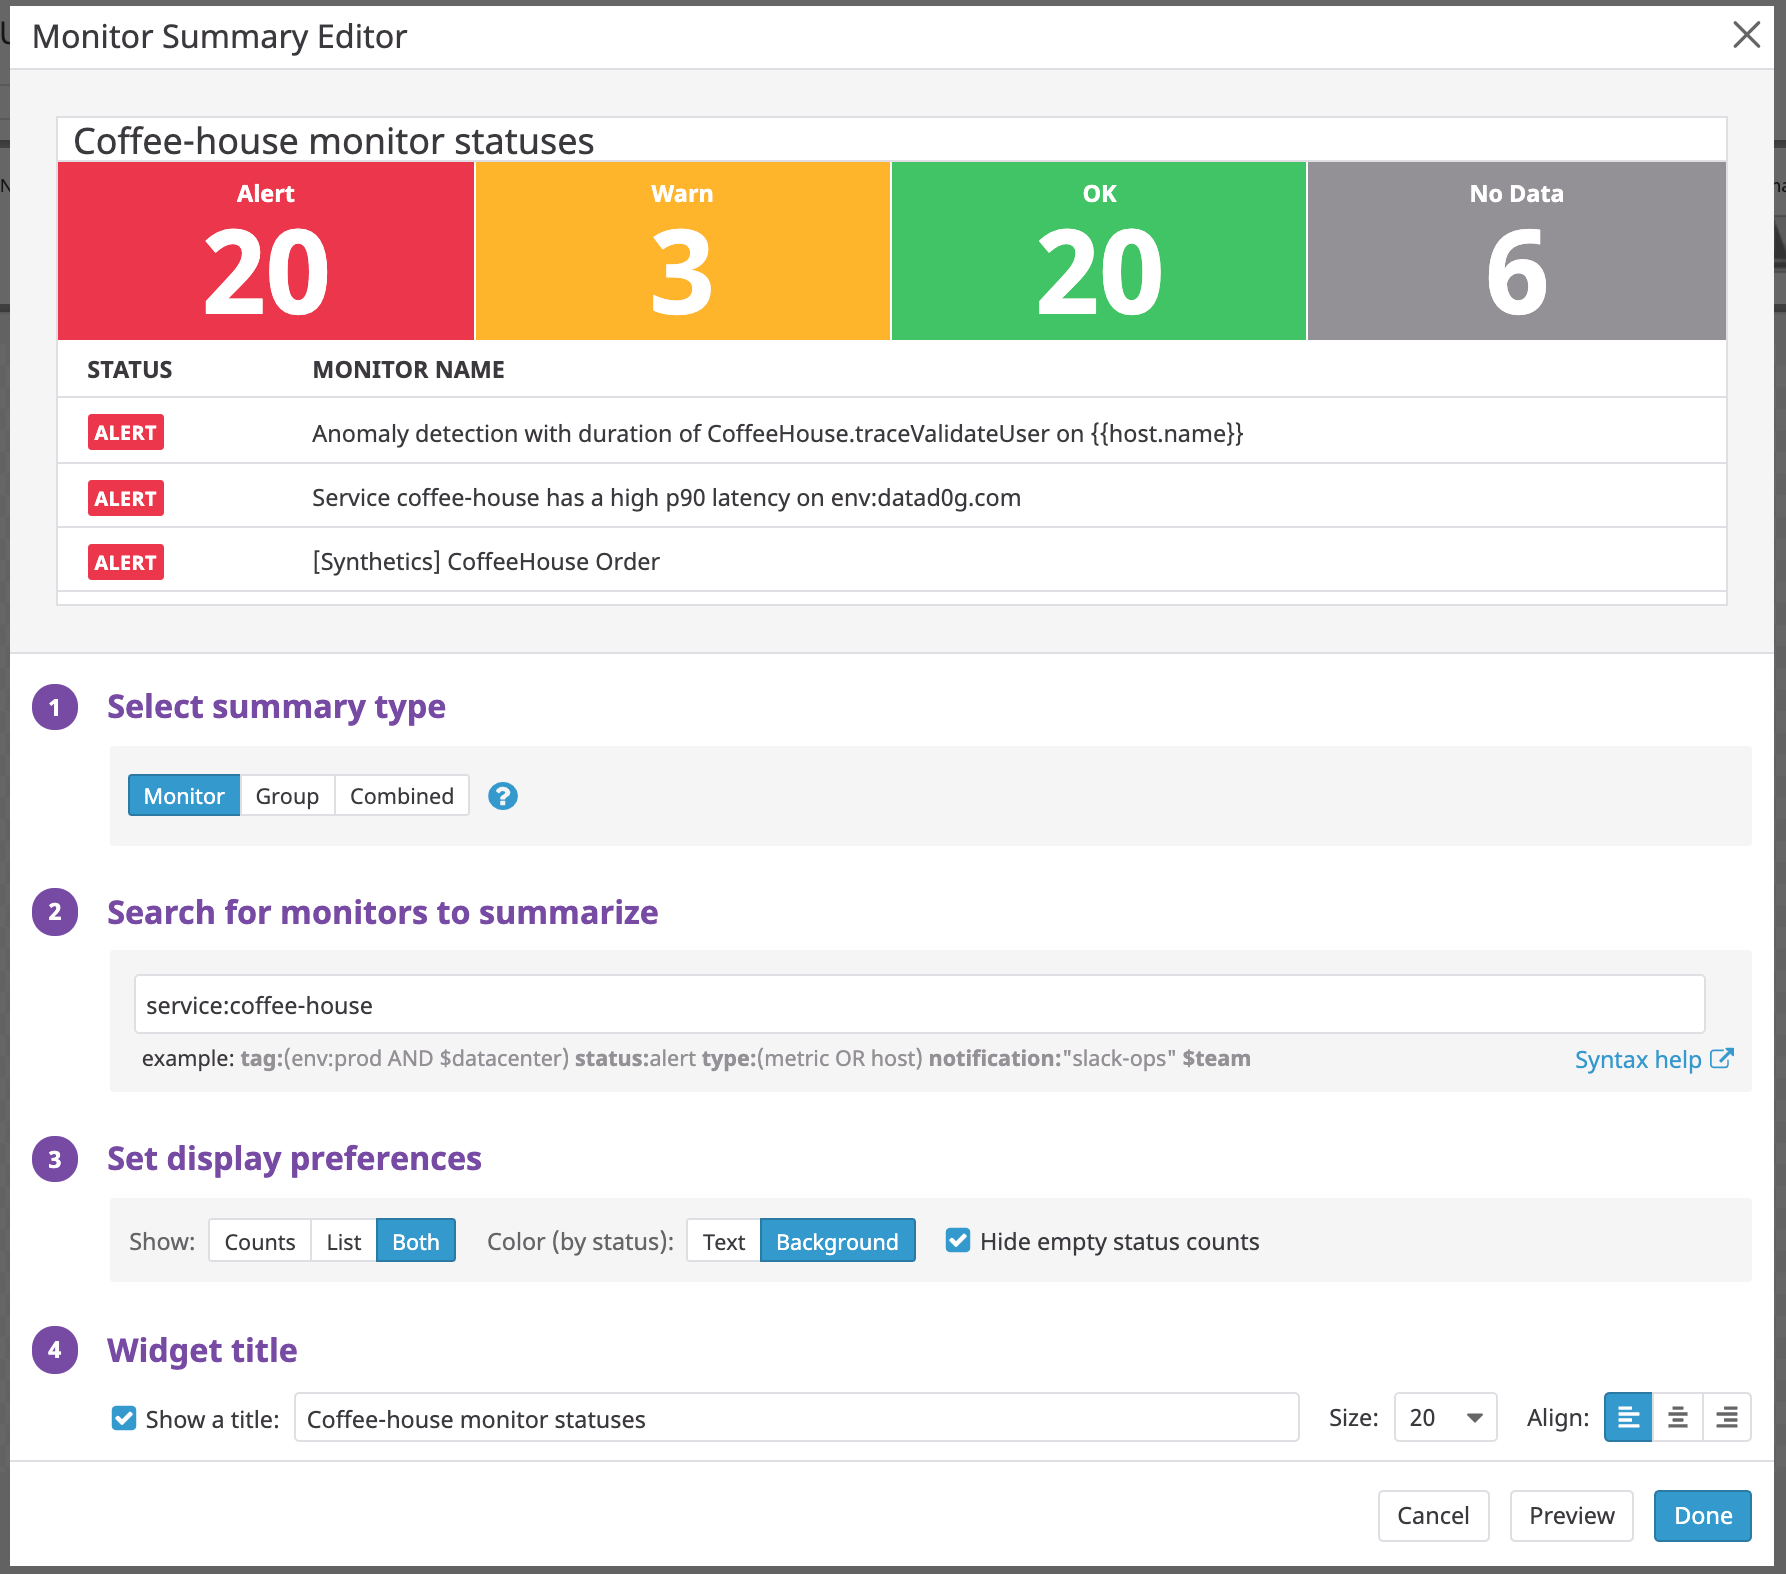 Monitor Summary Editor
Coffee-house monitor statuses
Alert Warn OK No Data
20 3 20 6
STATUS MONITOR NAME
ALERT Anomaly detection with duration of CoffeeHouse.traceValidateUser on {{host.name}}
ALERT Service coffee-house has a high p90 latency on env:datad0g.com
ALERT [Synthetics] CoffeeHouse Order
1 Select summary type
Monitor Group Combined ?
2 Search for monitors to summarize
service:coffee-house
example: tag:(env:prod AND $datacenter) status:alert type:(metric OR host) notification:"slack-ops" $team Syntax help
3 Set display preferences
Show: Counts List Both Color (by status): Text Background Hide empty status counts
4 Widget title
Show a title: Coffee-house monitor statuses Size: 20 Align:
Cancel Preview Done